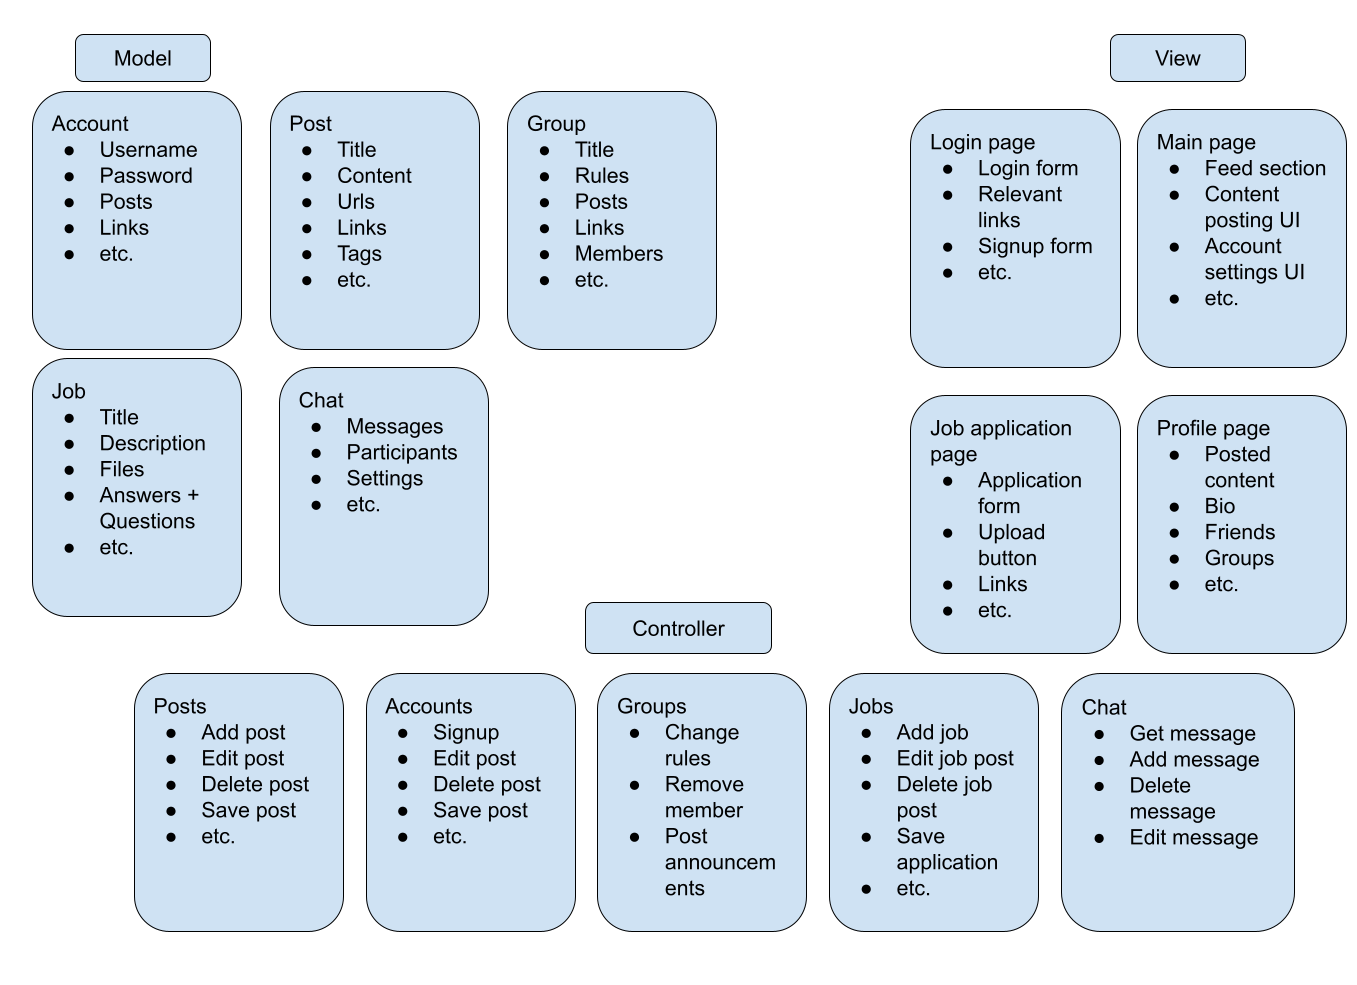 Model
Account
● Username
● Password
● Posts
● Links
● etc.
Post
● Title
● Content
● Urls
● Links
● Tags
● etc.
Group
● Title
● Rules
● Posts
● Links
● Members
● etc.
Job
● Title
● Description
● Files
● Answers +
Questions
● etc.
Chat
● Messages
● Participants
● Settings
● etc.
View
Login page
● Login form
● Relevant
links
● Signup form
● etc.
Main page
● Feed section
● Content
posting UI
● Account
settings UI
● etc.
Job application
page
● Application
form
● Upload
button
● Links
● etc.
Profile page
● Posted
content
● Bio
● Friends
● Groups
● etc.
Controller
Posts
● Add post
● Edit post
● Delete post
● Save post
● etc.
Accounts
● Signup
● Edit post
● Delete post
● Save post
● etc.
Groups
● Change
rules
● Remove
member
● Post
announcem
ents
Jobs
● Add job
● Edit job post
● Delete job
post
● Save
application
● etc.
Chat
● Get message
● Add message
● Delete
message
● Edit message